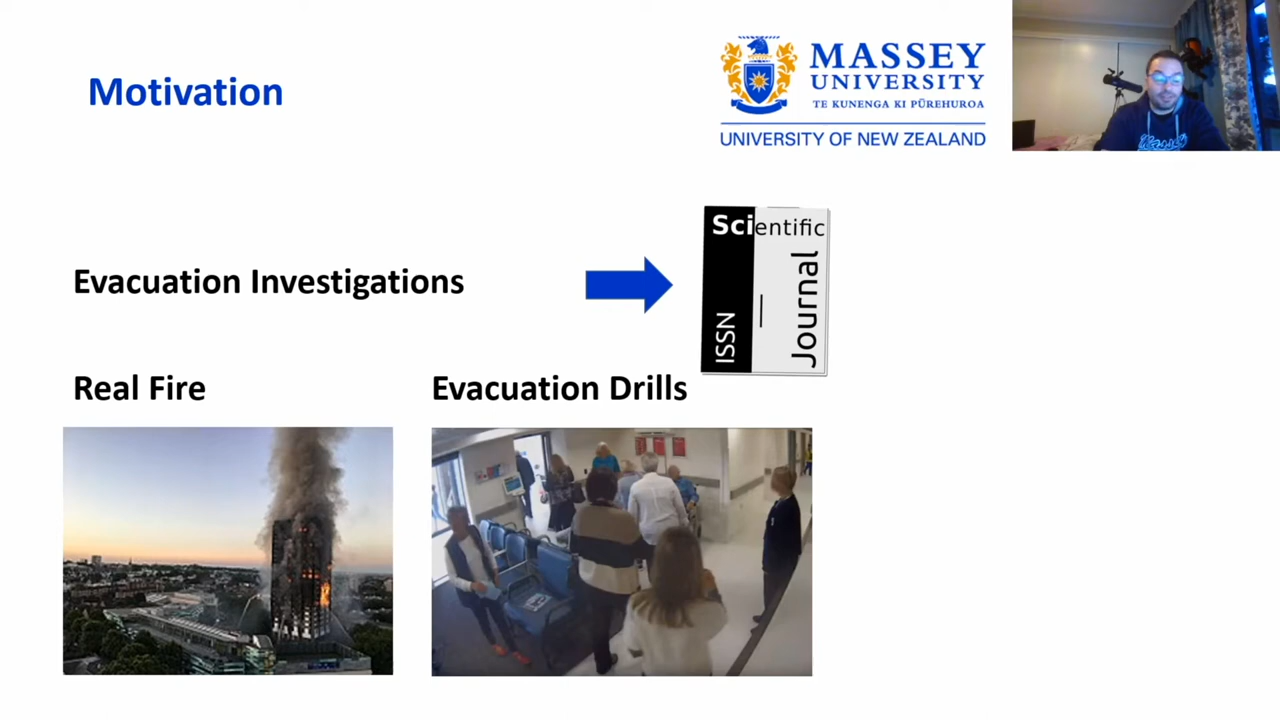 Motivation
MASSEY
UNIVERSITY
TE KUNENGA KI PŪREHUROA
UNIVERSITY OF NEW ZEALAND
Massey
Scientific
Journal
ISSN
Evacuation Investigations
Real Fire
Evacuation Drills